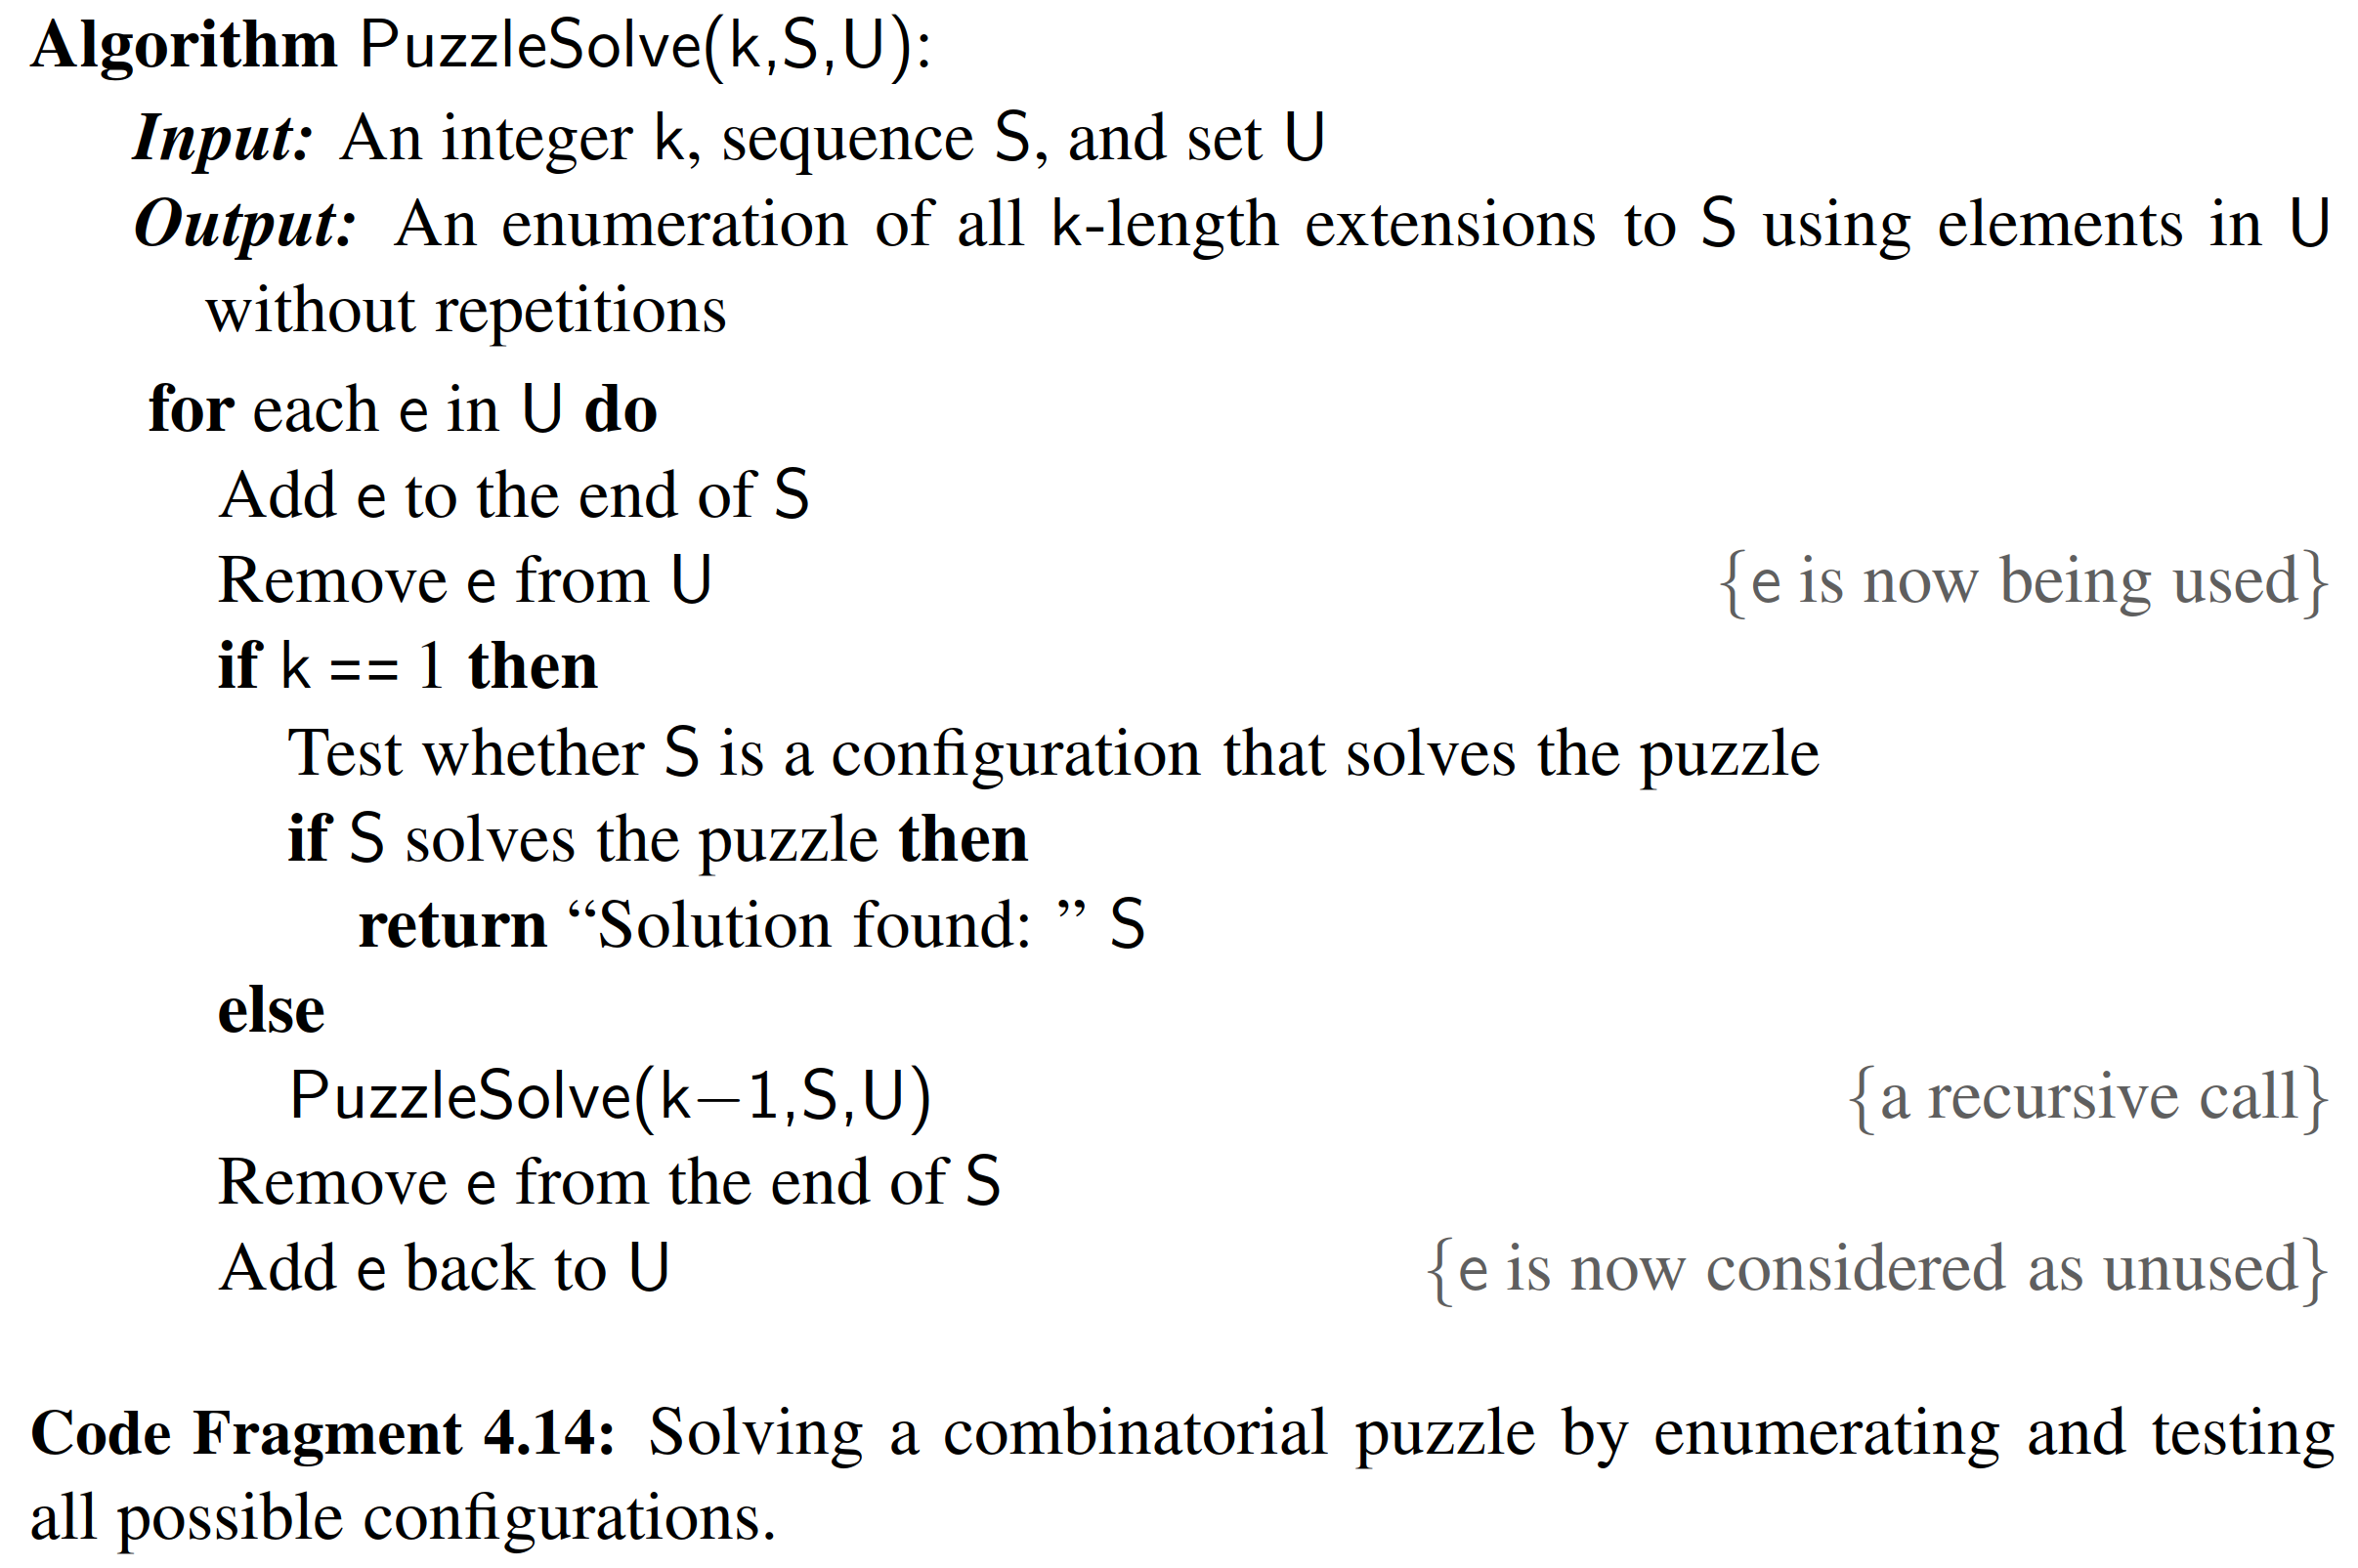 Algorithm PuzzleSolve(k,S,U):
Input: An integer k, sequence S, and set U
Output: An enumeration of all k-length extensions to S using elements in U
without repetitions
for each e in U do
Add e to the end of S
Remove e from U {e is now being used}
if k == 1 then
Test whether S is a configuration that solves the puzzle
if S solves the puzzle then
return “Solution found: ” S
else
PuzzleSolve(k−1,S,U) {a recursive call}
Remove e from the end of S
Add e back to U {e is now considered as unused}
Code Fragment 4.14: Solving a combinatorial puzzle by enumerating and testing
all possible configurations.